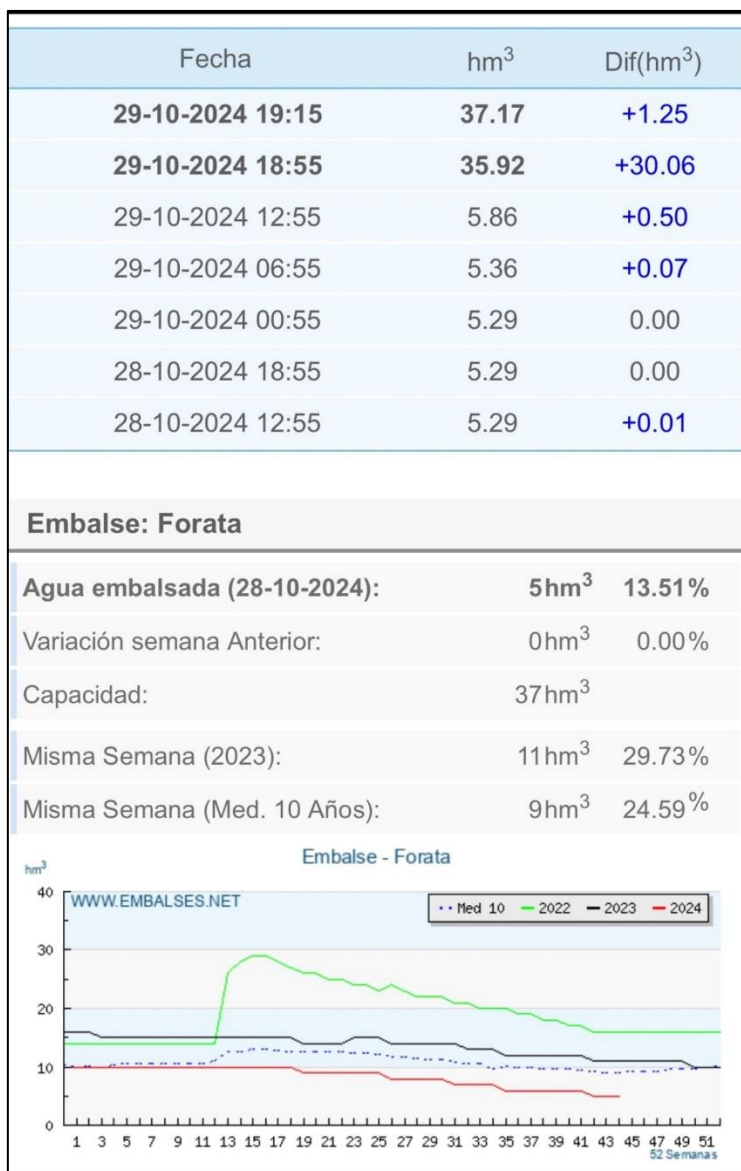 Fecha hm³ Dif(hm³)
29-10-2024 19:15 37.17 +1.25
29-10-2024 18:55 35.92 +30.06
29-10-2024 12:55 5.86 +0.50
29-10-2024 06:55 5.36 +0.07
29-10-2024 00:55 5.29 0.00
28-10-2024 18:55 5.29 0.00
28-10-2024 12:55 5.29 +0.01
Embalse: Forata
Agua embalsada (28-10-2024): 5hm³ 13.51%
Variación semana Anterior: 0hm³ 0.00%
Capacidad: 37hm³
Misma Semana (2023): 11hm³ 29.73%
Misma Semana (Med. 10 Años): 9hm³ 24.59%
Embalse - Forata
hm³
40
WWW.EMBALSES.NET
Med 10 2022 2023 2024
30
20
10
0
1 3 5 7 9 11 13 15 17 19 21 23 25 27 29 31 33 35 37 39 41 43 45 47 49 51
52 Semanas